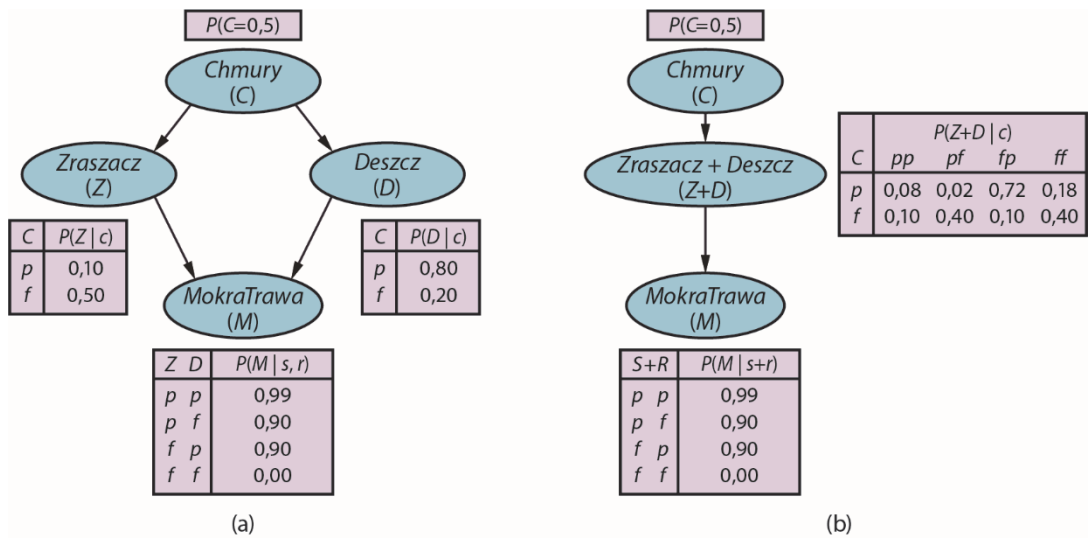 P(C=0,5)
Chmury
(C)
Zraszacz
(Z)
Deszcz
(D)
C P(Z | c)
p 0,10
f 0,50
C P(D | c)
p 0,80
f 0,20
MokraTrawa
(M)
Z D P(M | s, r)
p p 0,99
p f 0,90
f p 0,90
f f 0,00
(a)
P(C=0,5)
Chmury
(C)
Zraszacz + Deszcz
(Z+D)
P(Z+D | c)
C pp pf fp ff
p 0,08 0,02 0,72 0,18
f 0,10 0,40 0,10 0,40
MokraTrawa
(M)
S+R P(M | s+r)
p p 0,99
p f 0,90
f p 0,90
f f 0,00
(b)